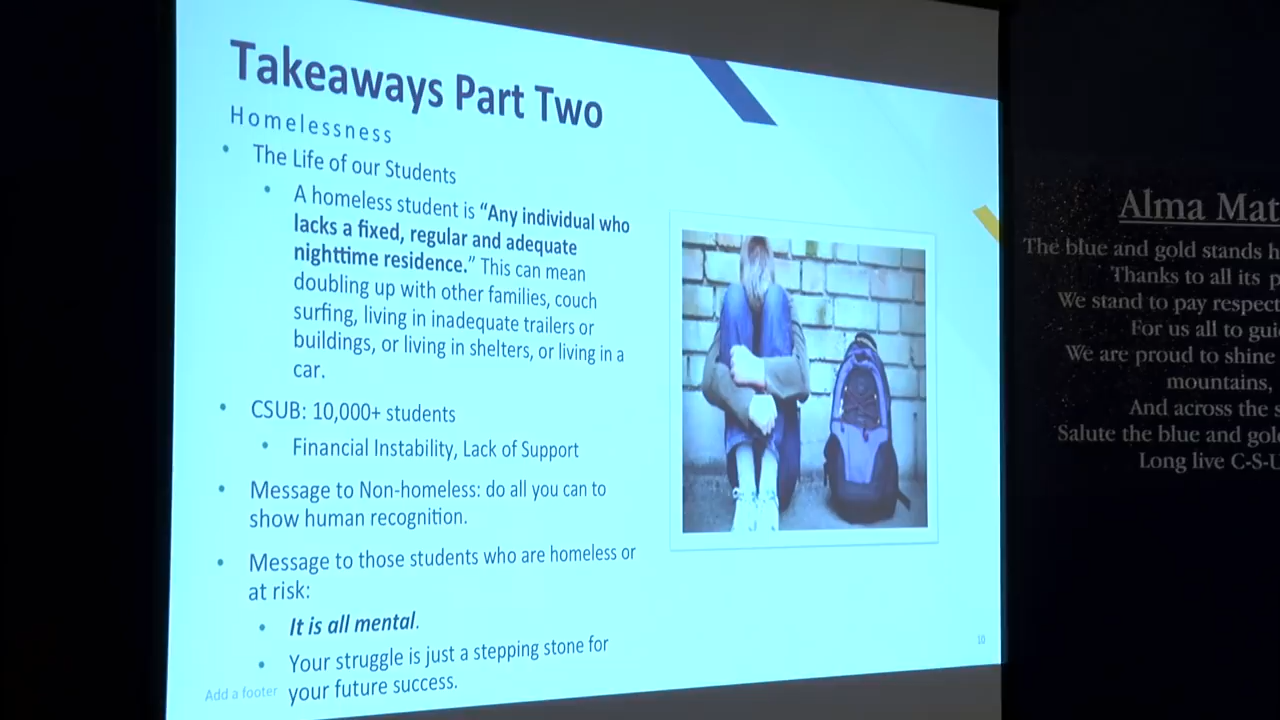 Takeaways Part Two
Homelessness
• The Life of our Students
• A homeless student is “Any individual who
lacks a fixed, regular and adequate
nighttime residence.” This can mean
doubling up with other families, couch
surfing, living in inadequate trailers or
buildings, or living in shelters, or living in a
car.
• CSUB: 10,000+ students
• Financial Instability, Lack of Support
• Message to Non-homeless: do all you can to
show human recognition.
• Message to those students who are homeless or
at risk:
• It is all mental.
• Your struggle is just a stepping stone for
your future success.
Add a footer
10
Alma Mat
The blue and gold stands h
Thanks to all its p
We stand to pay respect
For us all to gui
We are proud to shine
mountains,
And across the s
Salute the blue and gol
Long live C-S-U